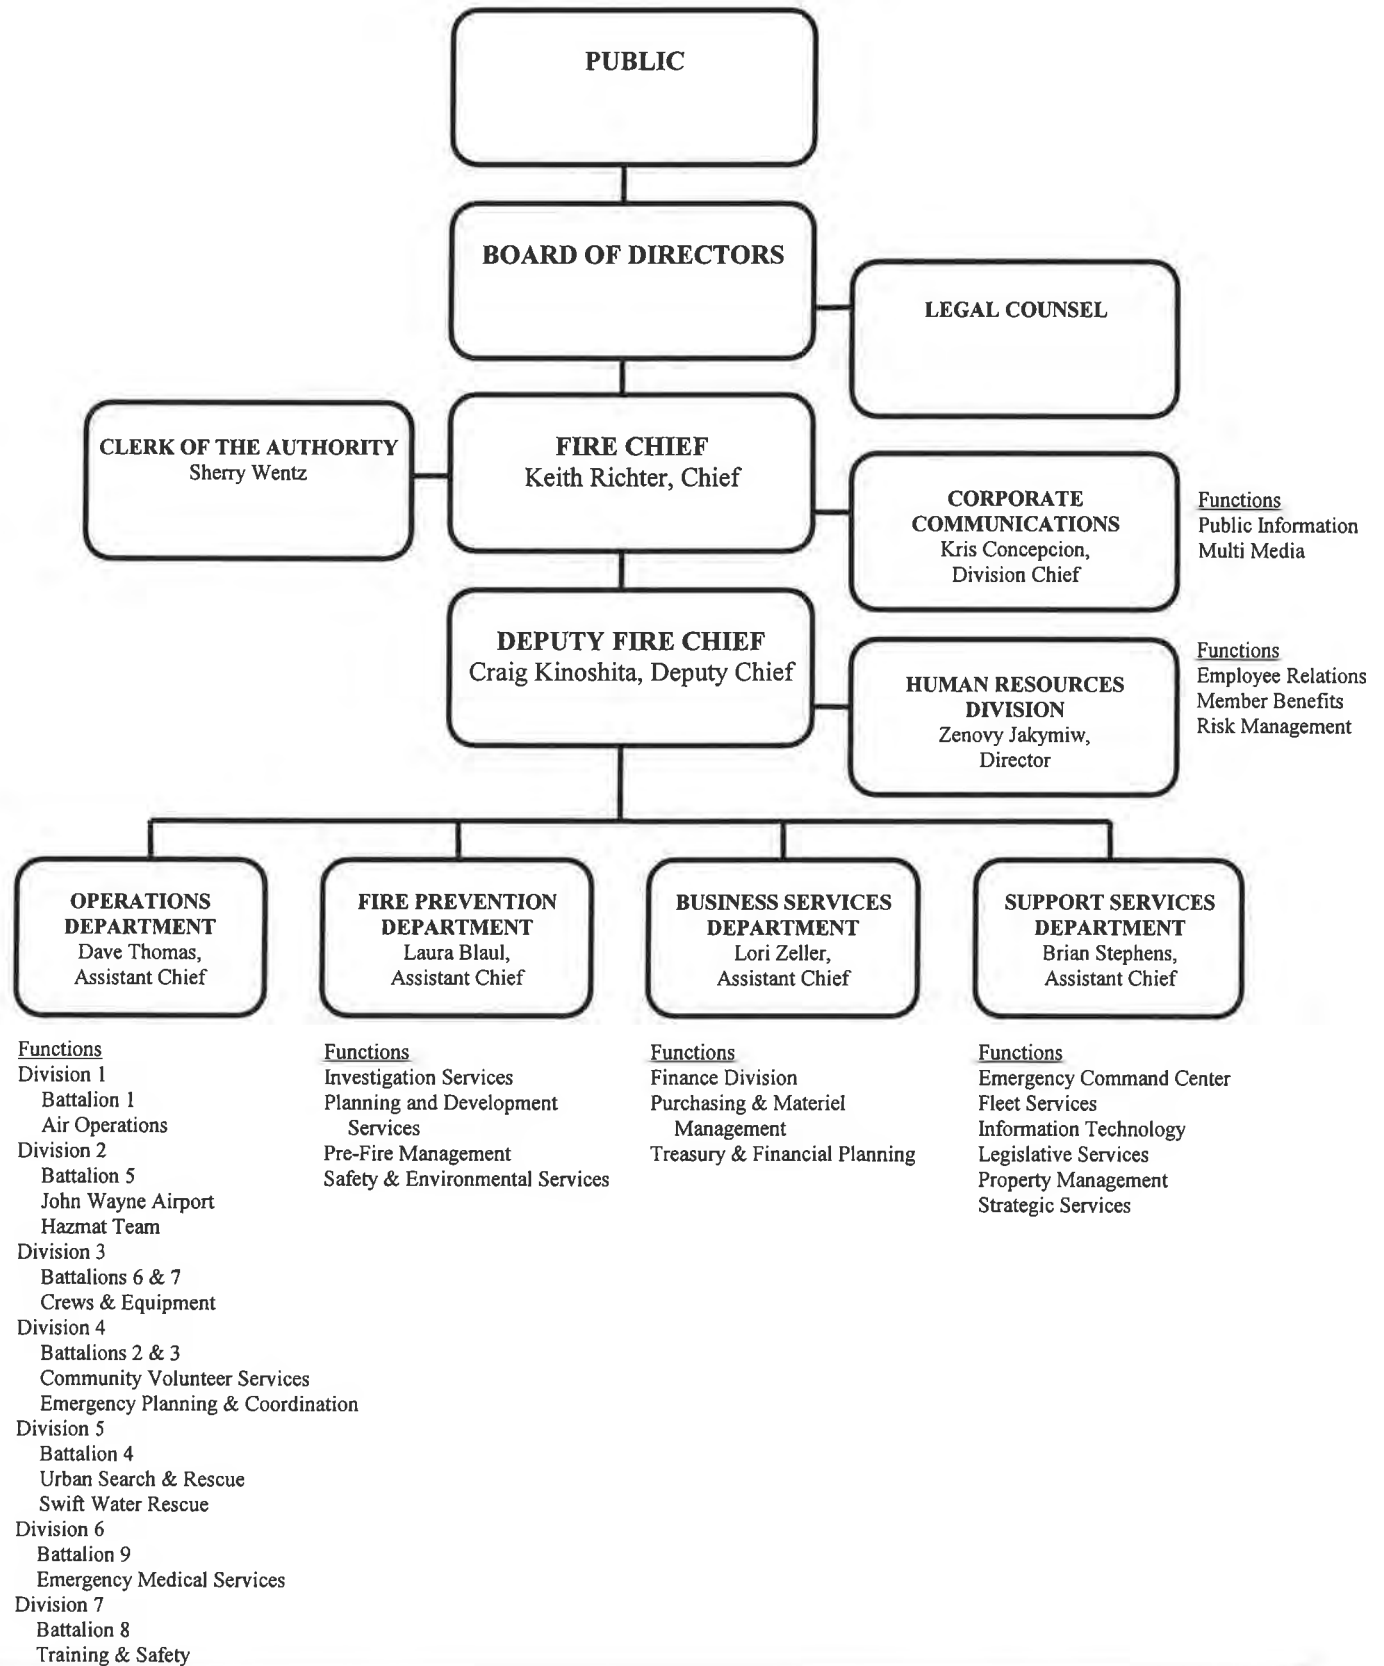 PUBLIC
BOARD OF DIRECTORS
LEGAL COUNSEL
CLERK OF THE AUTHORITY
Sherry Wentz
FIRE CHIEF
Keith Richter, Chief
CORPORATE
COMMUNICATIONS
Kris Concepcion,
Division Chief
Functions
Public Information
Multi Media
DEPUTY FIRE CHIEF
Craig Kinoshita, Deputy Chief
HUMAN RESOURCES
DIVISION
Zenovy Jakymiw,
Director
Functions
Employee Relations
Member Benefits
Risk Management
OPERATIONS
DEPARTMENT
Dave Thomas,
Assistant Chief
FIRE PREVENTION
DEPARTMENT
Laura Blaul,
Assistant Chief
BUSINESS SERVICES
DEPARTMENT
Lori Zeller,
Assistant Chief
SUPPORT SERVICES
DEPARTMENT
Brian Stephens,
Assistant Chief
Functions
Division 1
Battalion 1
Air Operations
Division 2
Battalion 5
John Wayne Airport
Hazmat Team
Division 3
Battalions 6 & 7
Crews & Equipment
Division 4
Battalions 2 & 3
Community Volunteer Services
Emergency Planning & Coordination
Division 5
Battalion 4
Urban Search & Rescue
Swift Water Rescue
Division 6
Battalion 9
Emergency Medical Services
Division 7
Battalion 8
Training & Safety
Functions
Investigation Services
Planning and Development
Services
Pre-Fire Management
Safety & Environmental Services
Functions
Finance Division
Purchasing & Materiel
Management
Treasury & Financial Planning
Functions
Emergency Command Center
Fleet Services
Information Technology
Legislative Services
Property Management
Strategic Services